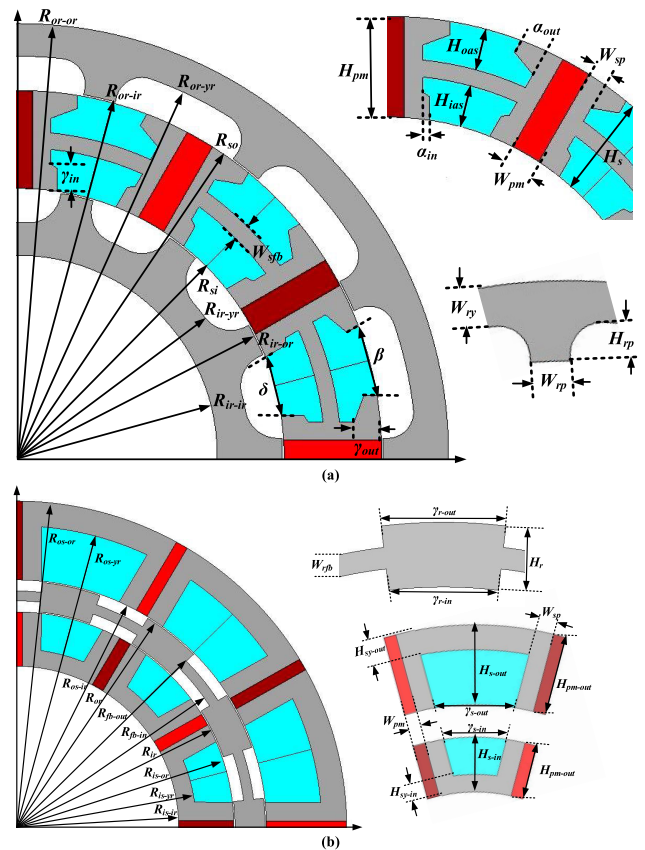 R_or-or
R_or-yr
R_or-ir
R_so
γ_in
W_sfb
R_si
R_ir-yr
R_ir-or
β
δ
R_ir-ir
γ_out
H_pm
H_oas
α_out
W_sp
H_ias
α_in
W_pm
H_s
W_ry
H_rp
W_rp
(a)
R_os-or
R_os-yr
R_os-ir
R_or
R_fb-out
R_fb-in
R_ir
R_is-or
R_is-yr
R_is-ir
γ_r-out
W_rfb
H_r
γ_r-in
W_sp
H_sy-out
H_s-out
H_pm-out
W_pm
γ_s-out
γ_s-in
H_s-in
H_pm-out
H_sy-in
(b)